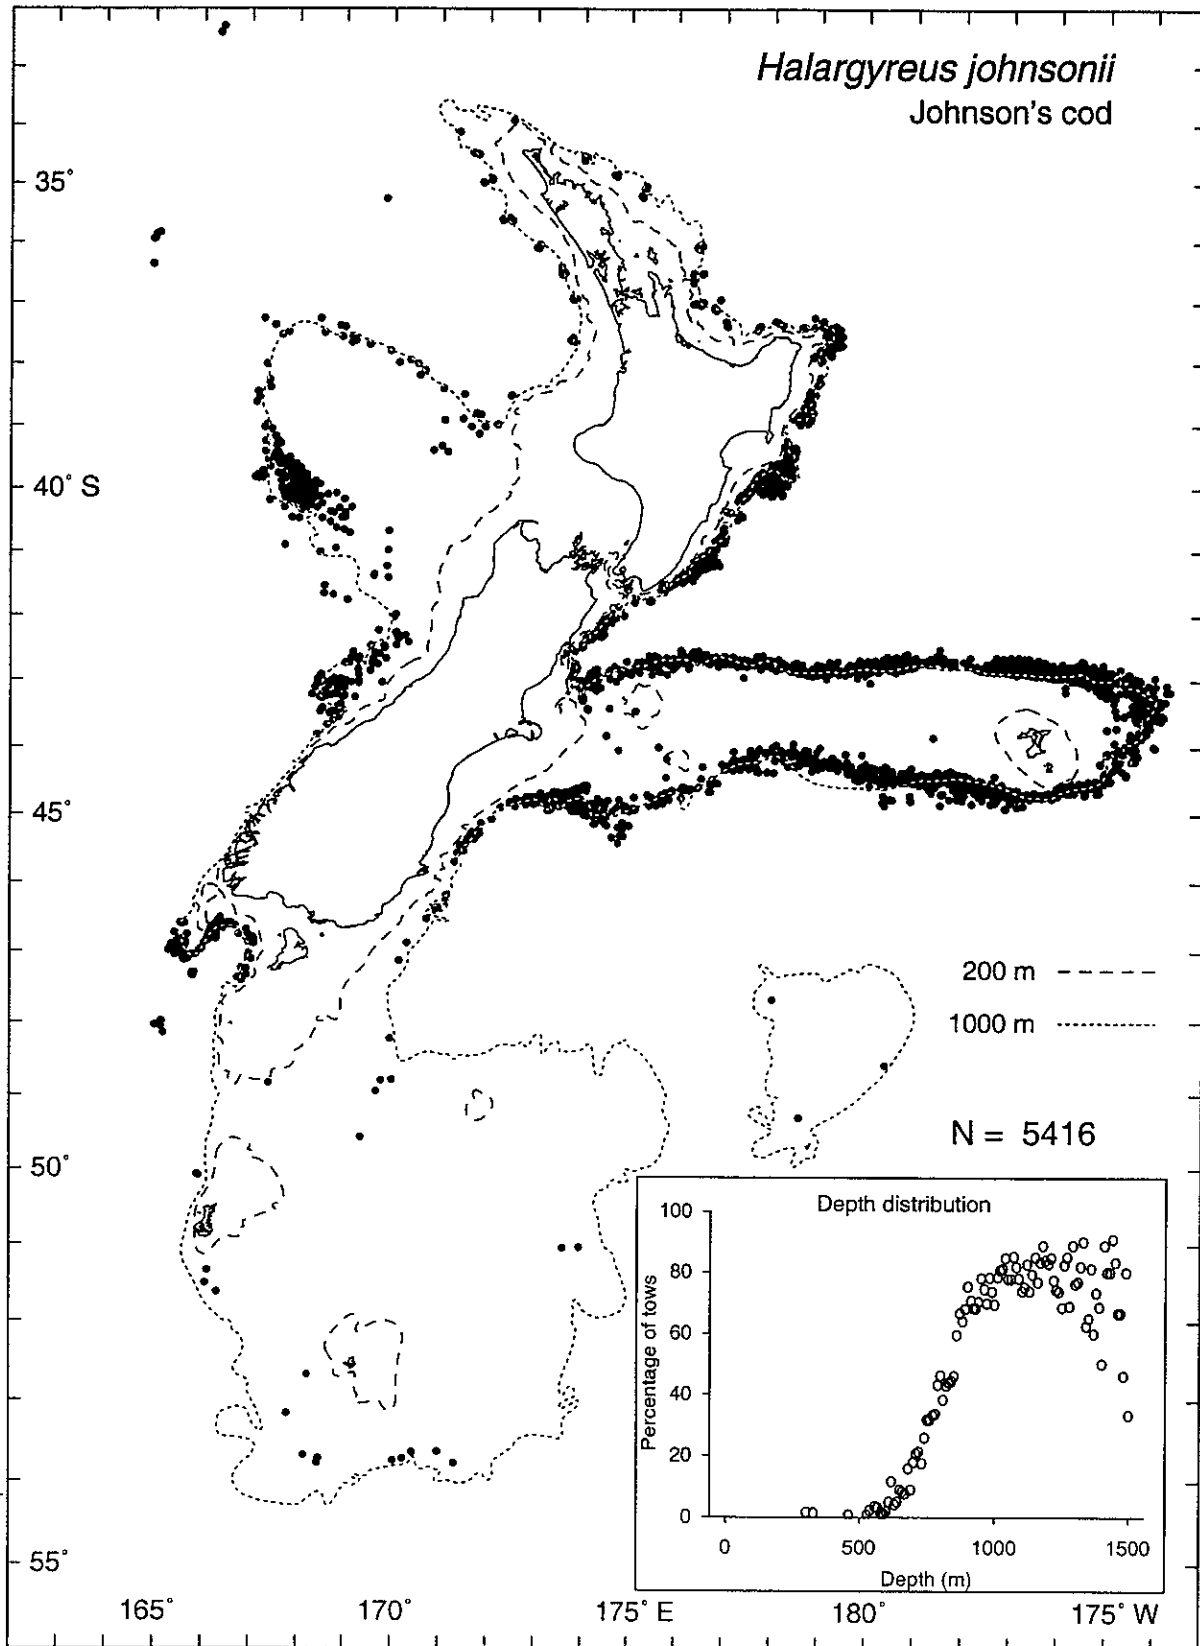 Halargyreus johnsonii
Johnson's cod
35°
40° S
45°
50°
55°
200 m
1000 m
N = 5416
Depth distribution
Percentage of tows
100
80
60
40
20
0
0 500 1000 1500
Depth (m)
165° 170° 175° E 180° 175° W